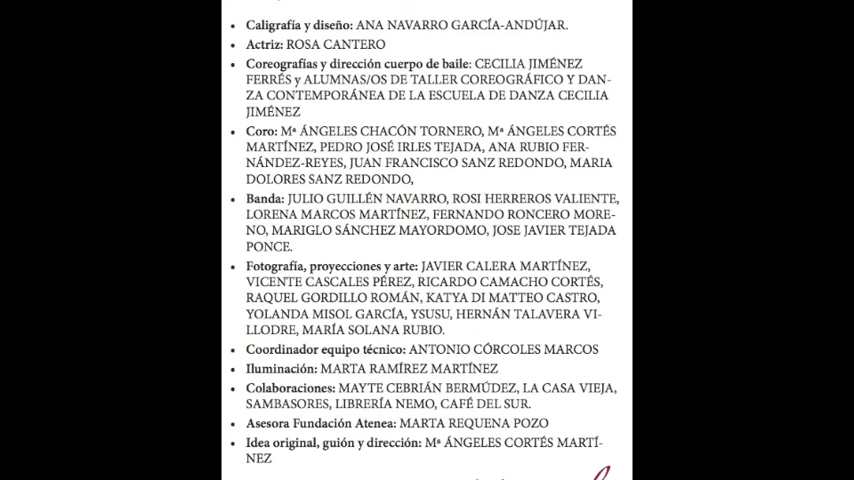 • Caligrafía y diseño: ANA NAVARRO GARCÍA-ANDÚJAR.
• Actriz: ROSA CANTERO
• Coreografías y dirección cuerpo de baile: CECILIA JIMÉNEZ
FERRÉS y ALUMNAS/OS DE TALLER COREOGRÁFICO Y DAN-
ZA CONTEMPORÁNEA DE LA ESCUELA DE DANZA CECILIA
JIMÉNEZ
• Coro: Mª ÁNGELES CHACÓN TORNERO, Mª ÁNGELES CORTÉS
MARTÍNEZ, PEDRO JOSÉ IRLES TEJADA, ANA RUBIO FER-
NÁNDEZ-REYES, JUAN FRANCISCO SANZ REDONDO, MARIA
DOLORES SANZ REDONDO,
• Banda: JULIO GUILLÉN NAVARRO, ROSI HERREROS VALIENTE,
LORENA MARCOS MARTÍNEZ, FERNANDO RONCERO MORE-
NO, MARIGLO SÁNCHEZ MAYORDOMO, JOSE JAVIER TEJADA
PONCE.
• Fotografía, proyecciones y arte: JAVIER CALERA MARTÍNEZ,
VICENTE CASCALES PÉREZ, RICARDO CAMACHO CORTÉS,
RAQUEL GORDILLO ROMÁN, KATYA DI MATTEO CASTRO,
YOLANDA MISOL GARCÍA, YSUSU, HERNÁN TALAVERA VI-
LLODRE, MARÍA SOLANA RUBIO.
• Coordinador equipo técnico: ANTONIO CÓRCOLES MARCOS
• Iluminación: MARTA RAMÍREZ MARTÍNEZ
• Colaboraciones: MAYTE CEBRIÁN BERMÚDEZ, LA CASA VIEJA,
SAMBASORES, LIBRERÍA NEMO, CAFÉ DEL SUR.
• Asesora Fundación Atenea: MARTA REQUENA POZO
• Idea original, guión y dirección: Mª ÁNGELES CORTÉS MARTÍ-
NEZ